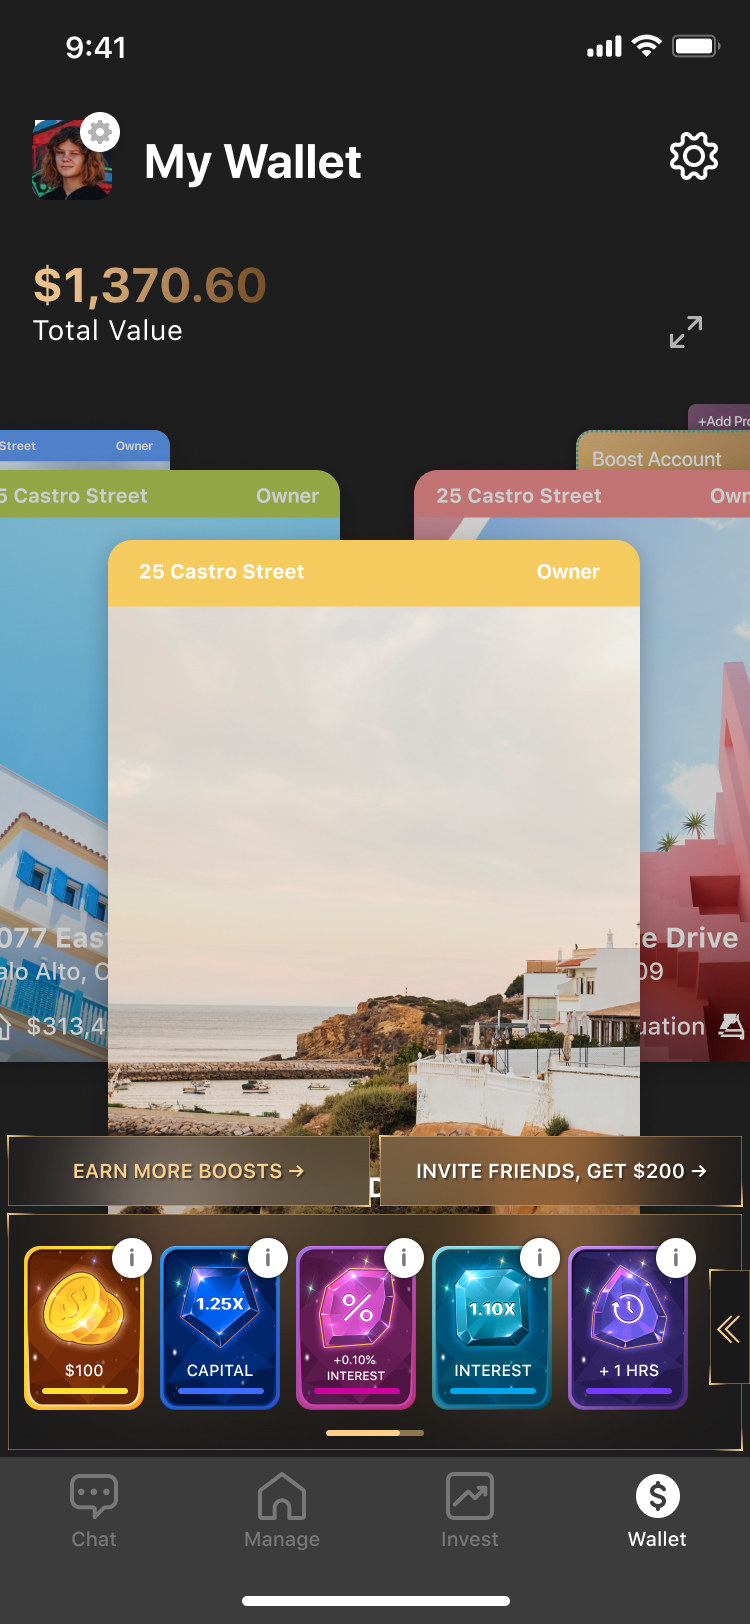 9:41
My Wallet
$1,370.60
Total Value
+Add Pro
Street Owner
Boost Account
5 Castro Street Owner
25 Castro Street Own
25 Castro Street Owner
077 Eas
e Drive
alo Alto, C
09
$313,4
uation
EARN MORE BOOSTS →
INVITE FRIENDS, GET $200 →
$100
1.25X
CAPITAL
%
+0.10%
INTEREST
1.10X
INTEREST
+ 1 HRS
Chat
Manage
Invest
Wallet